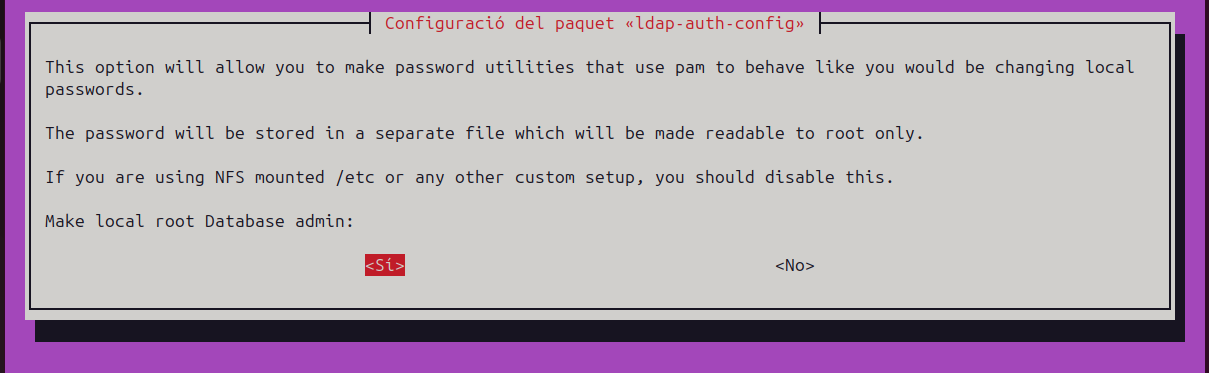 Configuració del paquet «ldap-auth-config»
This option will allow you to make password utilities that use pam to behave like you would be changing local
passwords.
The password will be stored in a separate file which will be made readable to root only.
If you are using NFS mounted /etc or any other custom setup, you should disable this.
Make local root Database admin:
<Sí> <No>